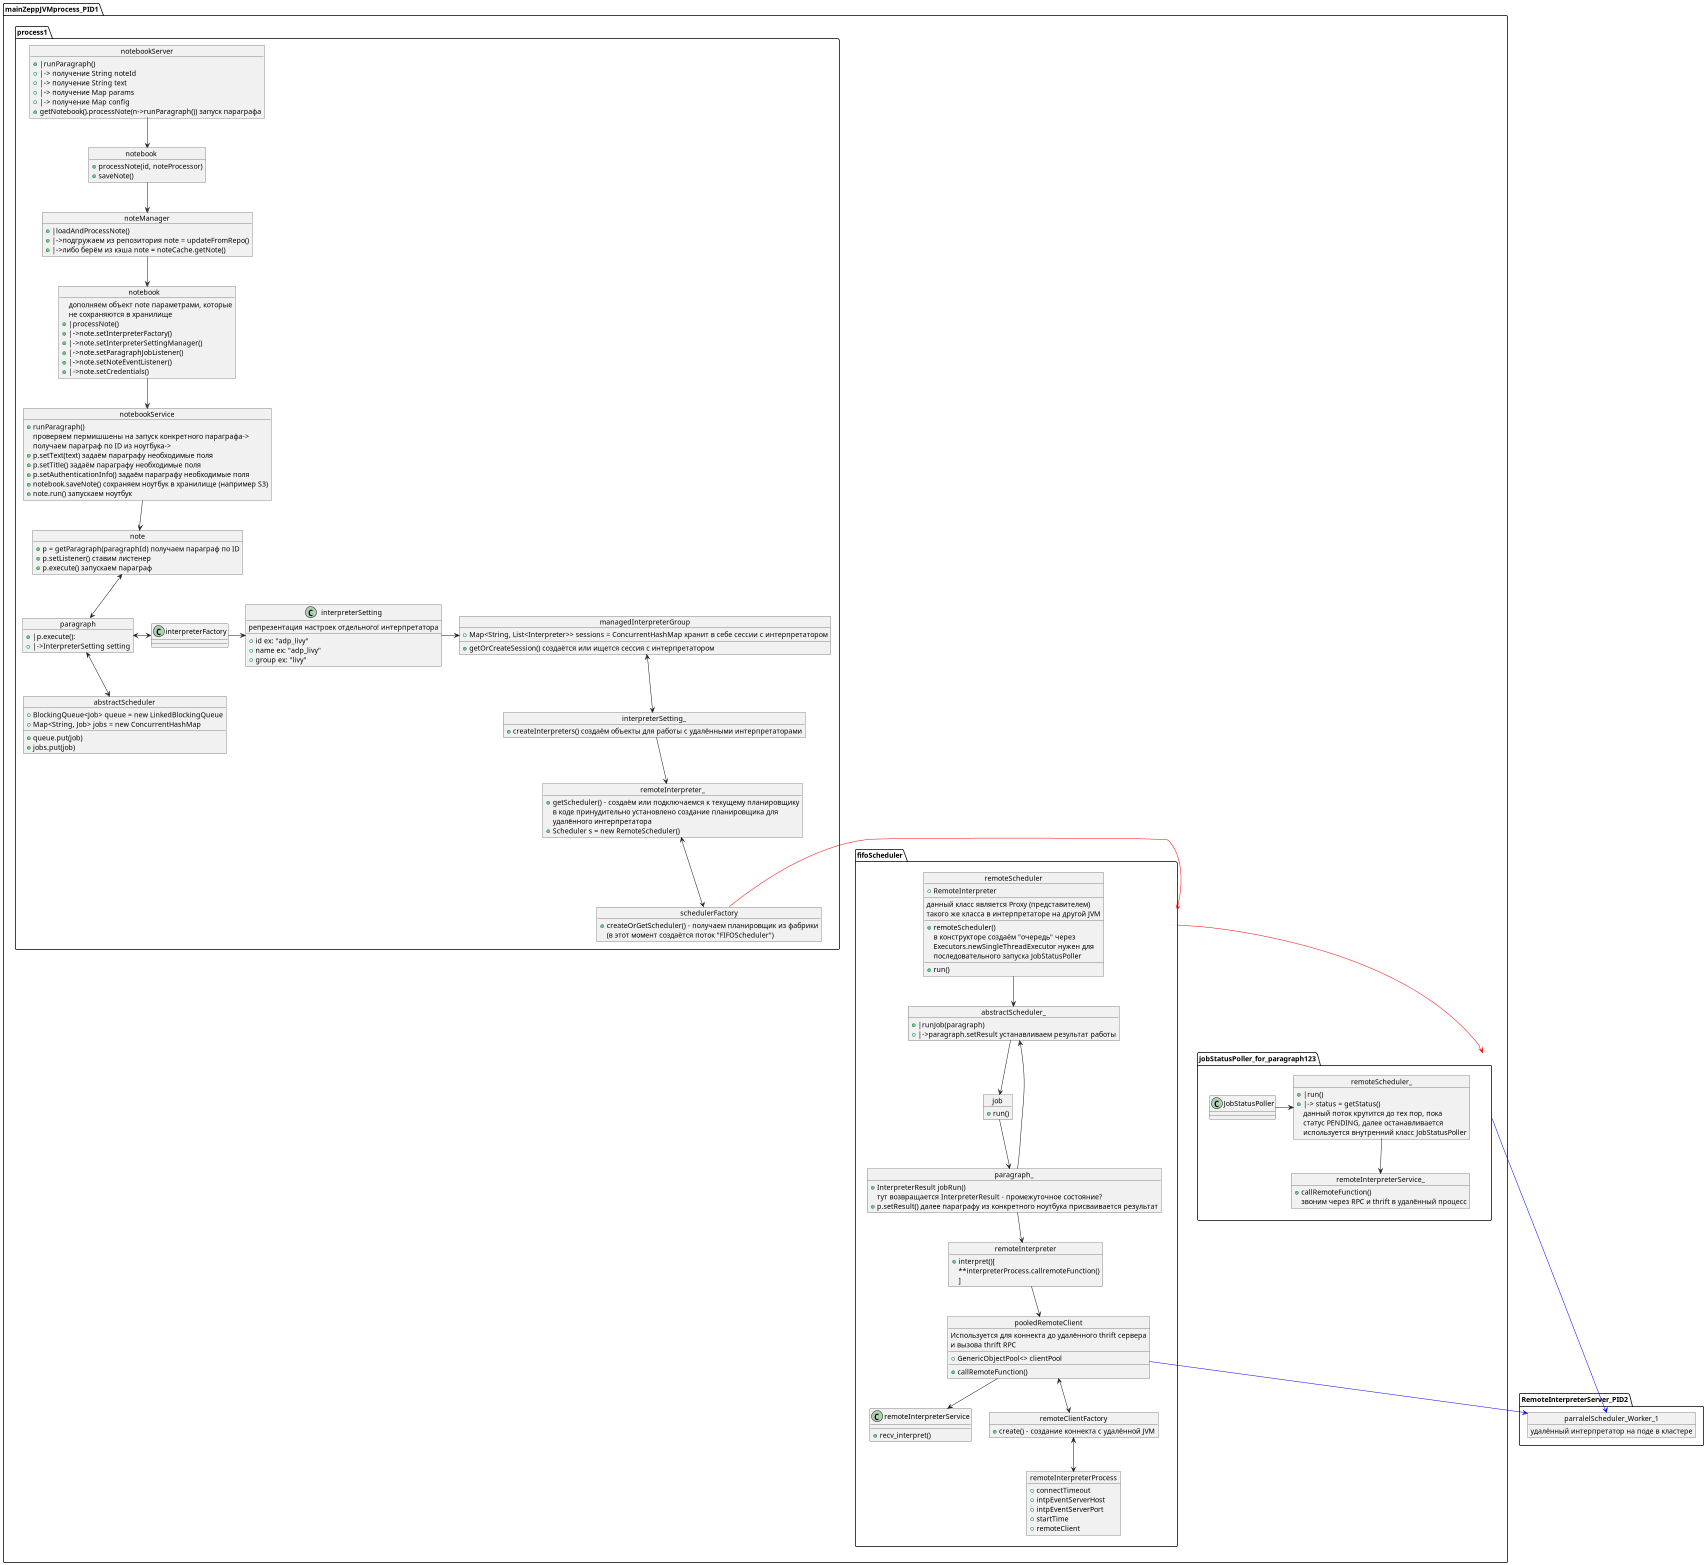 mainZeppJVMprocess_PID1
process1
notebookServer
|runParagraph()
|-> получение String noteId
|-> получение String text
|-> получение Map params
|-> получение Map config
getNotebook().processNote(n->runParagraph()) запуск параграфа
notebook
processNote(id, noteProcessor)
saveNote()
noteManager
|loadAndProcessNote()
|->подгружаем из репозитория note = updateFromRepo()
|->либо берём из кэша note = noteCache.getNote()
notebook
дополняем объект note параметрами, которые
не сохраняются в хранилище
|processNote()
|->note.setInterpreterFactory()
|->note.setInterpreterSettingManager()
|->note.setParagraphJobListener()
|->note.setNoteEventListener()
|->note.setCredentials()
notebookService
runParagraph()
проверяем пермишшены на запуск конкретного параграфа->
получаем параграф по ID из ноутбука->
p.setText(text) задаём параграфу необходимые поля
p.setTitle() задаём параграфу необходимые поля
p.setAuthenticationInfo() задаём параграфу необходимые поля
notebook.saveNote() сохраняем ноутбук в хранилище (например S3)
note.run() запускаем ноутбук
note
p = getParagraph(paragraphId) получаем параграф по ID
p.setListener() ставим листенер
p.execute() запускаем параграф
paragraph
|p.execute():
|->InterpreterSetting setting
C interpreterFactory
C interpreterSetting
репрезентация настроек отдельного! интерпретатора
id ex: "adp_livy"
name ex: "adp_livy"
group ex: "livy"
managedInterpreterGroup
Map<String, List<Interpreter>> sessions = ConcurrentHashMap хранит в себе сессии с интерпретатором
getOrCreateSession() создаётся или ищется сессия с интерпретатором
abstractScheduler
BlockingQueue<Job> queue = new LinkedBlockingQueue
Map<String, Job> jobs = new ConcurrentHashMap
queue.put(job)
jobs.put(job)
interpreterSetting_
createInterpreters() создаём объекты для работы с удалёнными интерпретаторами
remoteInterpreter_
getScheduler() - создаём или подключаемся к текущему планировщику
в коде принудительно установлено создание планировщика для
удалённого интерпретатора
Scheduler s = new RemoteScheduler()
schedulerFactory
createOrGetScheduler() - получаем планировщик из фабрики
(в этот момент создаётся поток "FIFOScheduler")
fifoScheduler
remoteScheduler
RemoteInterpreter
данный класс является Proxy (представителем)
такого же класса в интерпретаторе на другой JVM
remoteScheduler()
в конструкторе создаём "очередь" через
Executors.newSingleThreadExecutor нужен для
последовательного запуска JobStatusPoller
run()
abstractScheduler_
|runJob(paragraph)
|->paragraph.setResult устанавливаем результат работы
job
run()
paragraph_
InterpreterResult jobRun()
тут возвращается InterpreterResult - промежуточное состояние?
p.setResult() далее параграфу из конкретного ноутбука присваивается результат
remoteInterpreter
interpret()[
**interpreterProcess.callremoteFunction()
]
pooledRemoteClient
Используется для коннекта до удалённого thrift сервера
и вызова thrift RPC
GenericObjectPool<> clientPool
callRemoteFunction()
C remoteInterpreterService
recv_interpret()
remoteClientFactory
create() - создание коннекта с удалённой JVM
remoteInterpreterProcess
connectTimeout
intpEventServerHost
intpEventServerPort
startTime
remoteClient
jobStatusPoller_for_paragraph123
C JobStatusPoller
remoteScheduler_
|run()
|-> status = getStatus()
данный поток крутится до тех пор, пока
статус PENDING, далее останавливается
используется внутренний класс JobStatusPoller
remoteInterpreterService_
callRemoteFunction()
звоним через RPC и thrift в удалённый процесс
RemoteInterpreterServer_PID2
parralelScheduler_Worker_1
удалённый интерпретатор на поде в кластере